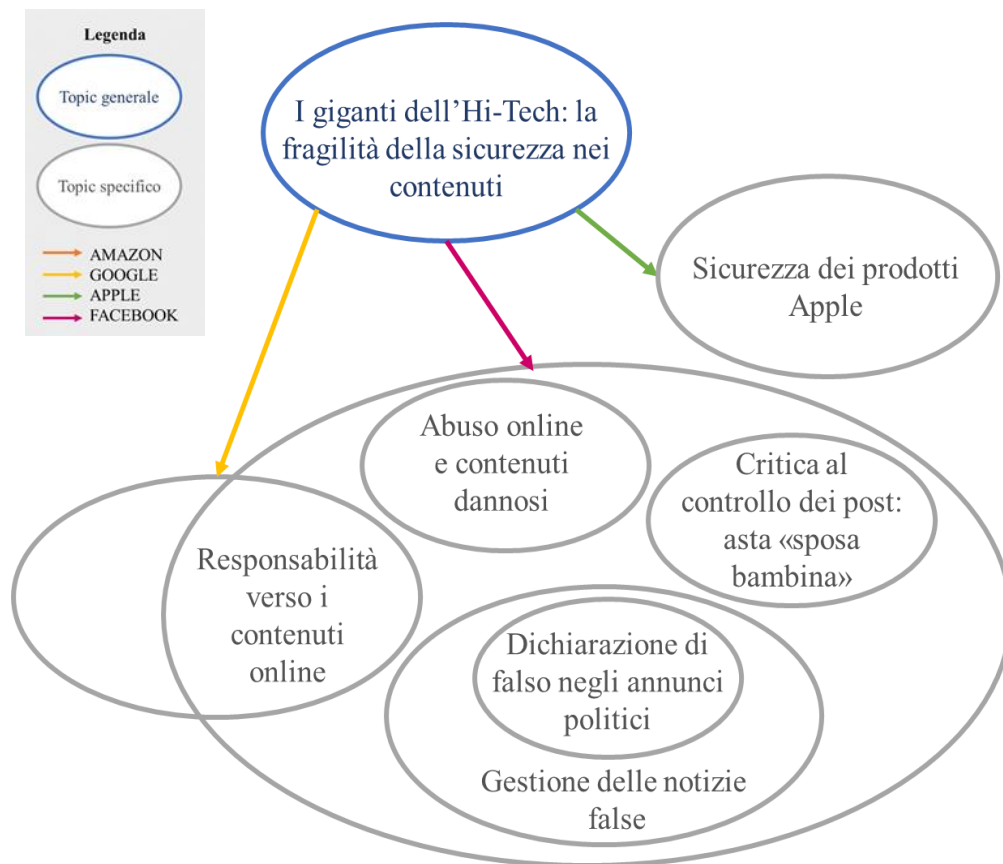 Legenda
Topic generale
Topic specifico
AMAZON
GOOGLE
APPLE
FACEBOOK
I giganti dell’Hi-Tech: la
fragilità della sicurezza nei
contenuti
Sicurezza dei prodotti
Apple
Abuso online
e contenuti
dannosi
Critica al
controllo dei post:
asta «sposa
bambina»
Responsabilità
verso i
contenuti
online
Dichiarazione di
falso negli annunci
politici
Gestione delle notizie
false